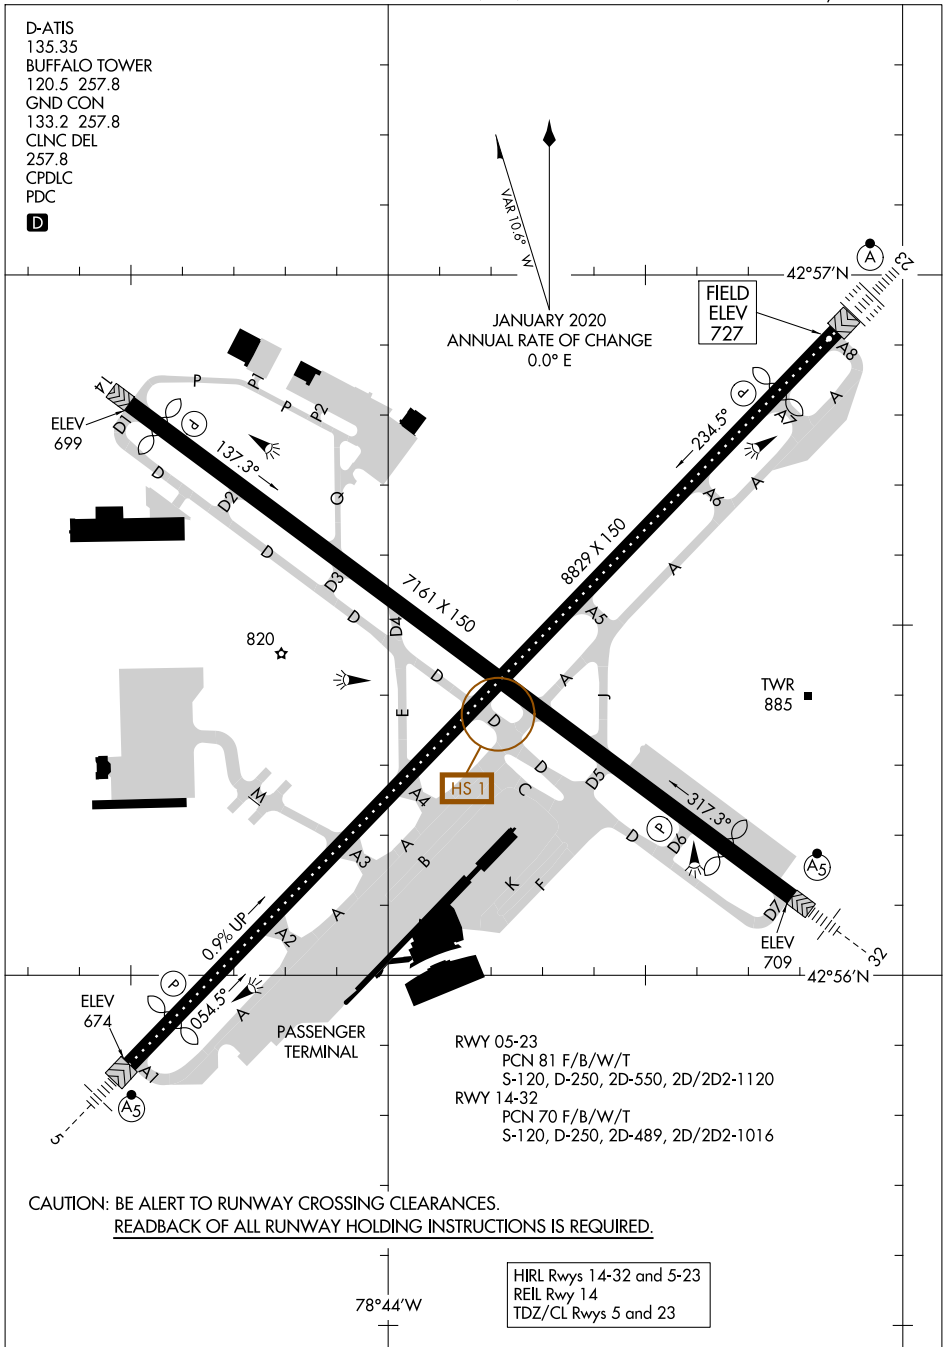 D-ATIS
135.35
BUFFALO TOWER
120.5 257.8
GND CON
133.2 257.8
CLNC DEL
257.8
CPDLC
PDC
D
VAR 10.6° W
JANUARY 2020
ANNUAL RATE OF CHANGE
0.0° E
42°57'N
A
23
FIELD
ELEV
727
A8
P
A7
A
234.5°
A6
A
A
8829 X 150
A5
A
J
14
ELEV
699
D1
P
137.3°
P
P1
P
P2
Q
D
D2
D
D3
D
7161 X 150
D4
D
E
820
TWR
885
D
HS 1
D
C
D5
317.3°
P
D
D6
A5
D7
ELEV
709
32
42°56'N
M
A4
A
B
A3
K
F
A
A2
0.9% UP
P
054.5°
A
ELEV
674
A1
A5
5
PASSENGER
TERMINAL
RWY 05-23
PCN 81 F/B/W/T
S-120, D-250, 2D-550, 2D/2D2-1120
RWY 14-32
PCN 70 F/B/W/T
S-120, D-250, 2D-489, 2D/2D2-1016
CAUTION: BE ALERT TO RUNWAY CROSSING CLEARANCES.
READBACK OF ALL RUNWAY HOLDING INSTRUCTIONS IS REQUIRED.
78°44'W
HIRL Rwys 14-32 and 5-23
REIL Rwy 14
TDZ/CL Rwys 5 and 23